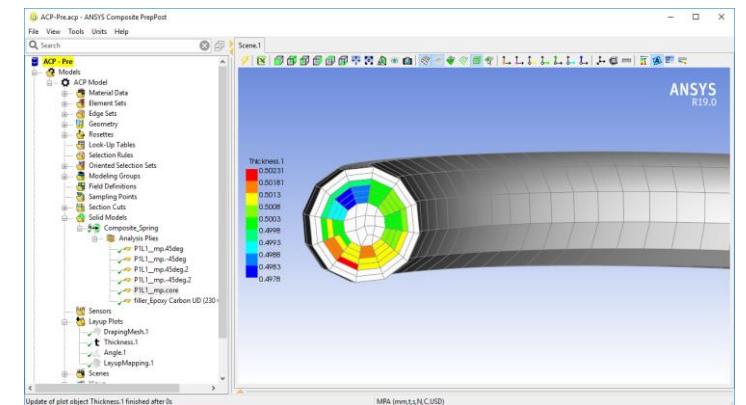 ACP-Pre.acp - ANSYS Composite PrepPost
File View Tools Units Help
Search
Scene.1
ACP - Pre
Models
ACP Model
Material Data
Element Sets
Edge Sets
Geometry
Rosettes
Look-Up Tables
Selection Rules
Oriented Selection Sets
Modeling Groups
Field Definitions
Sampling Points
Section Cuts
Solid Models
Composite_Spring
Analysis Plies
P1L1__mp.45deg
P1L1__mp.-45deg
P1L1__mp.45deg.2
P1L1__mp.-45deg.2
P1L1__mp.core
filler_Epoxy Carbon UD (230
Sensors
Layup Plots
DrapingMesh.1
Thickness.1
Angle.1
LayupMapping.1
Scenes
ANSYS
R19.0
Thickness.1
0.50231
0.50181
0.5013
0.5008
0.5003
0.4998
0.4993
0.4988
0.4983
0.4978
Update of plot object Thickness.1 finished after 0s
MPA (mm,t,s,N,C,USD)